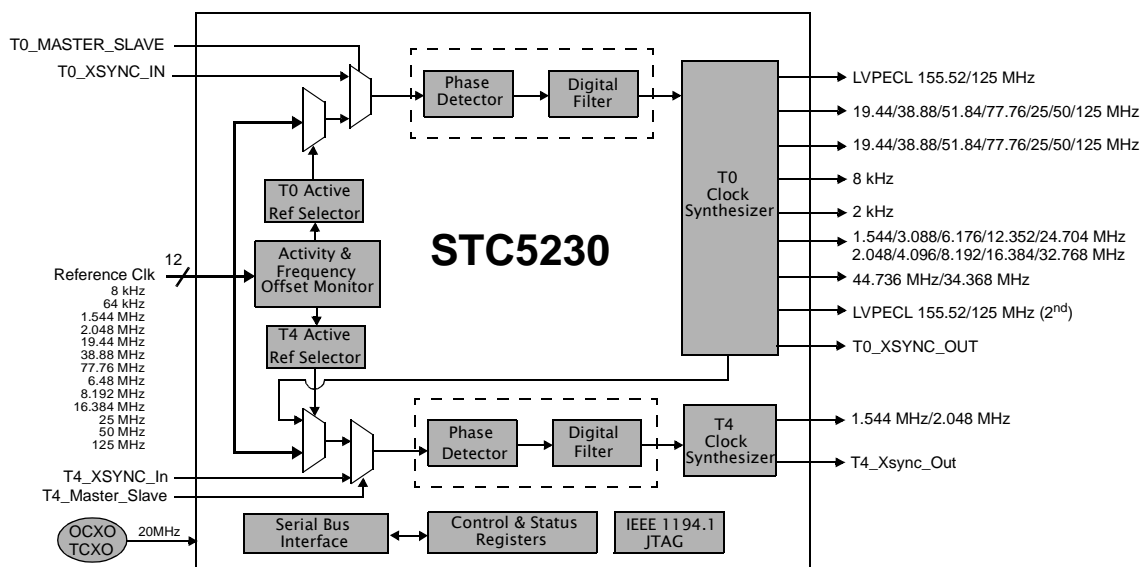 T0_MASTER_SLAVE
T0_XSYNC_IN
Phase
Detector
Digital
Filter
T0
Clock
Synthesizer
LVPECL 155.52/125 MHz
19.44/38.88/51.84/77.76/25/50/125 MHz
19.44/38.88/51.84/77.76/25/50/125 MHz
8 kHz
2 kHz
1.544/3.088/6.176/12.352/24.704 MHz
2.048/4.096/8.192/16.384/32.768 MHz
44.736 MHz/34.368 MHz
LVPECL 155.52/125 MHz (2nd)
T0_XSYNC_OUT
T0 Active
Ref Selector
STC5230
Activity &
Frequency
Offset Monitor
T4 Active
Ref Selector
Reference Clk
12
8 kHz
64 kHz
1.544 MHz
2.048 MHz
19.44 MHz
38.88 MHz
77.76 MHz
6.48 MHz
8.192 MHz
16.384 MHz
25 MHz
50 MHz
125 MHz
Phase
Detector
Digital
Filter
T4
Clock
Synthesizer
1.544 MHz/2.048 MHz
T4_Xsync_Out
T4_XSYNC_In
T4_Master_Slave
OCXO
TCXO
20MHz
Serial Bus
Interface
Control & Status
Registers
IEEE 1194.1
JTAG